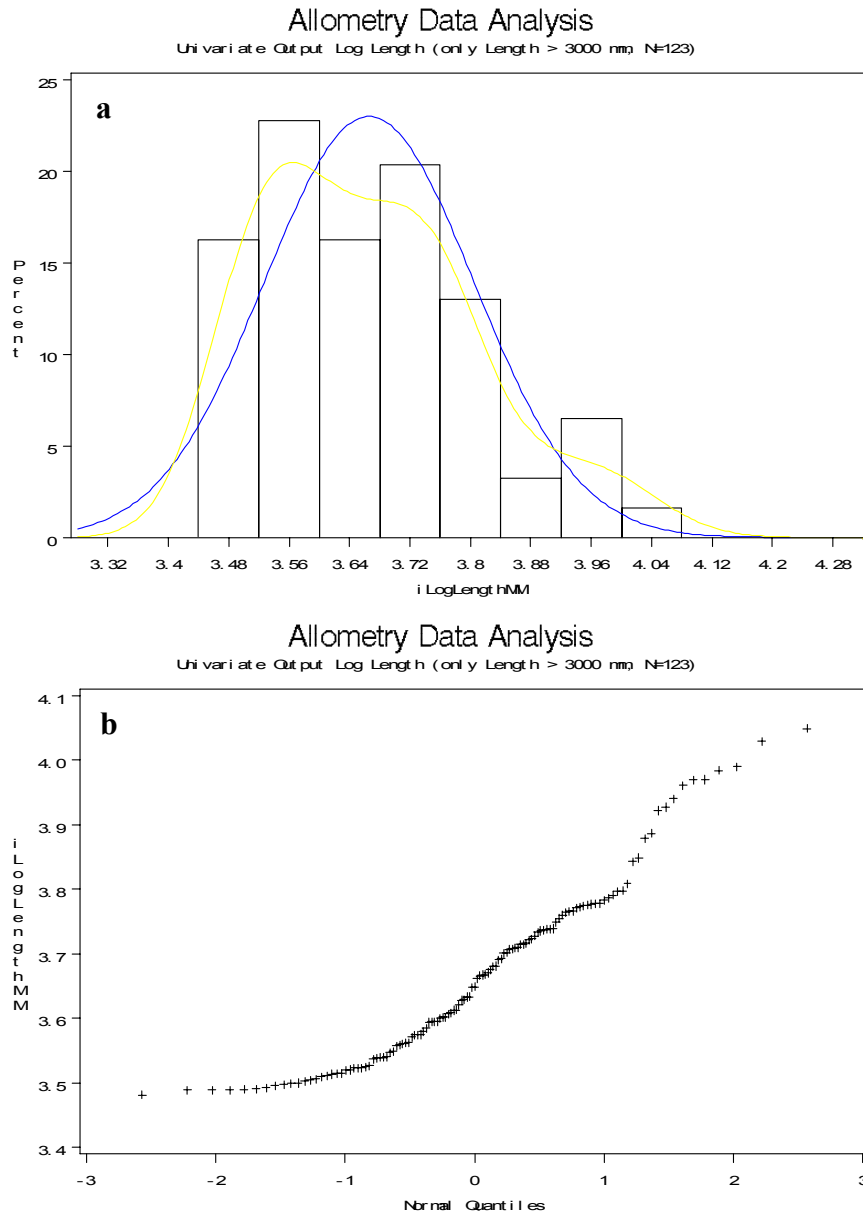 Allometry Data Analysis
Univariate Output Log Length (only Length > 3000 mm, N=123)
a
25
20
15
10
5
0
Percent
3.32 3.4 3.48 3.56 3.64 3.72 3.8 3.88 3.96 4.04 4.12 4.2 4.28
iLogLengthMM
Allometry Data Analysis
Univariate Output Log Length (only Length > 3000 mm, N=123)
b
4.1
4.0
3.9
3.8
3.7
3.6
3.5
3.4
iLogLengthMM
-3 -2 -1 0 1 2 3
Normal Quantiles